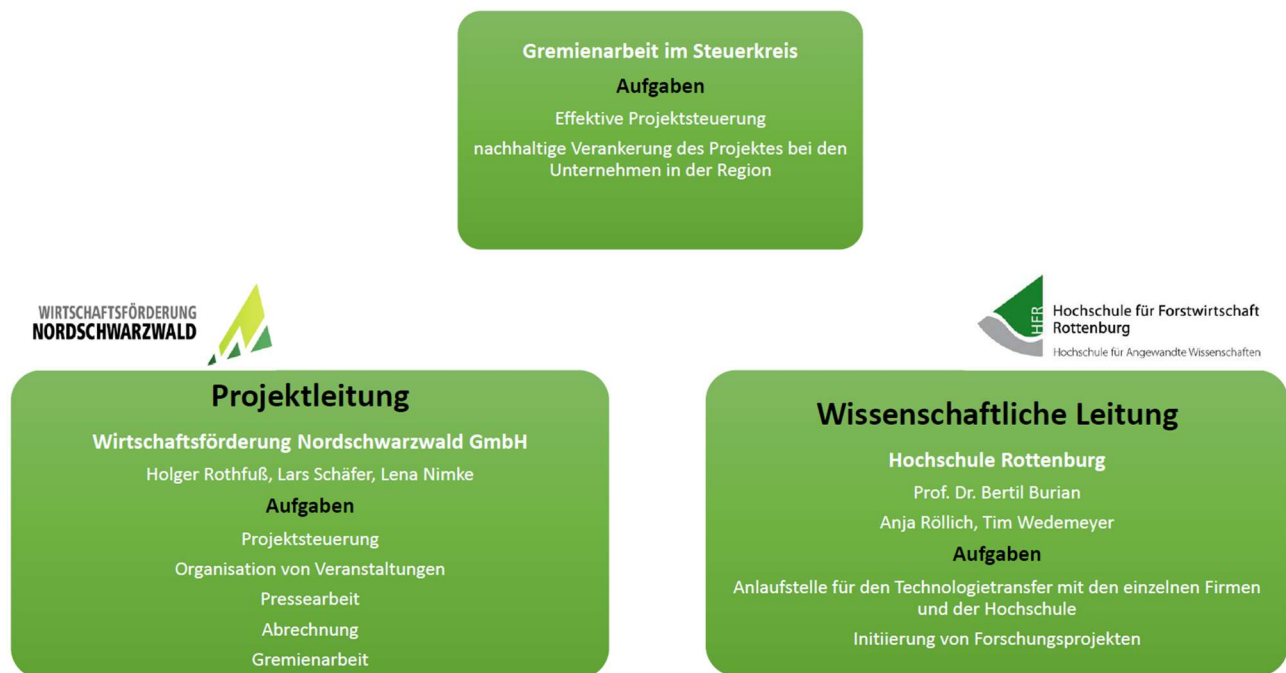 Gremienarbeit im Steuerkreis
Aufgaben
Effektive Projektsteuerung
nachhaltige Verankerung des Projektes bei den
Unternehmen in der Region
WIRTSCHAFTSFÖRDERUNG
NORDSCHWARZWALD
Projektleitung
Wirtschaftsförderung Nordschwarzwald GmbH
Holger Rothfuß, Lars Schäfer, Lena Nimke
Aufgaben
Projektsteuerung
Organisation von Veranstaltungen
Pressearbeit
Abrechnung
Gremienarbeit
HFR
Hochschule für Forstwirtschaft
Rottenburg
Hochschule für Angewandte Wissenschaften
Wissenschaftliche Leitung
Hochschule Rottenburg
Prof. Dr. Bertil Burian
Anja Röllich, Tim Wedemeyer
Aufgaben
Anlaufstelle für den Technologietransfer mit den einzelnen Firmen
und der Hochschule
Initiierung von Forschungsprojekten